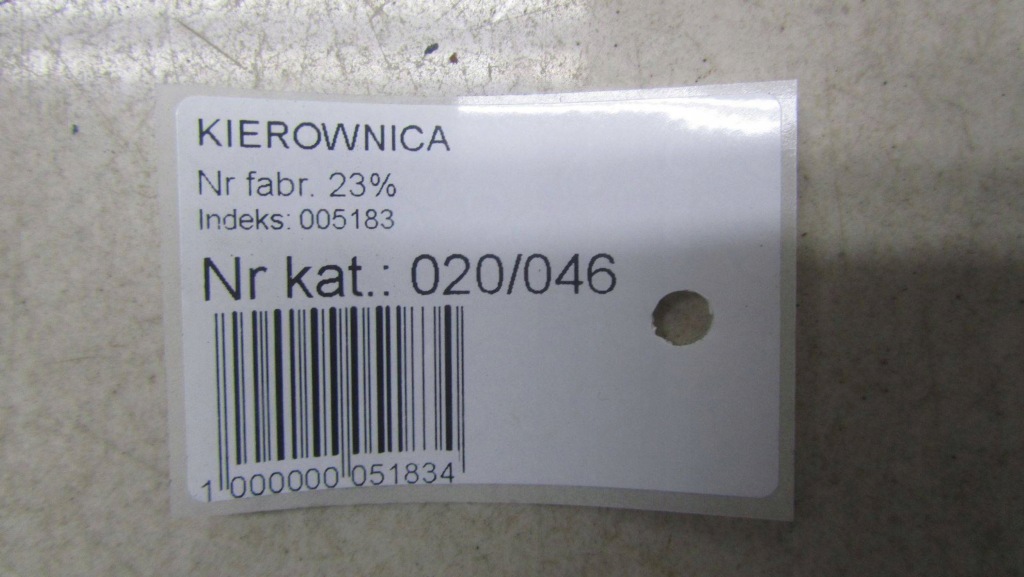 KIEROWNICA
Nr fabr. 23%
Indeks: 005183
Nr kat.: 020/046
1 000000 051834